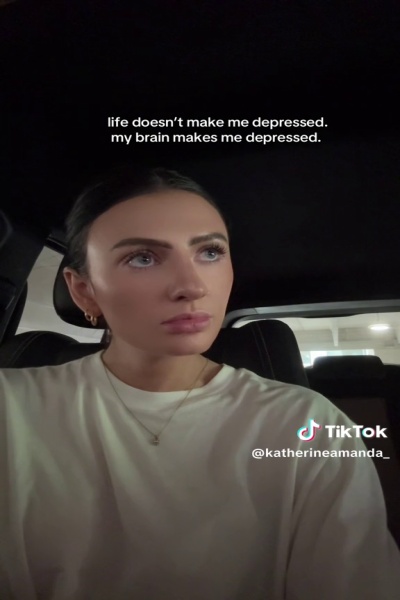 life doesn’t make me depressed.
my brain makes me depressed.
TikTok
@katherineamanda_